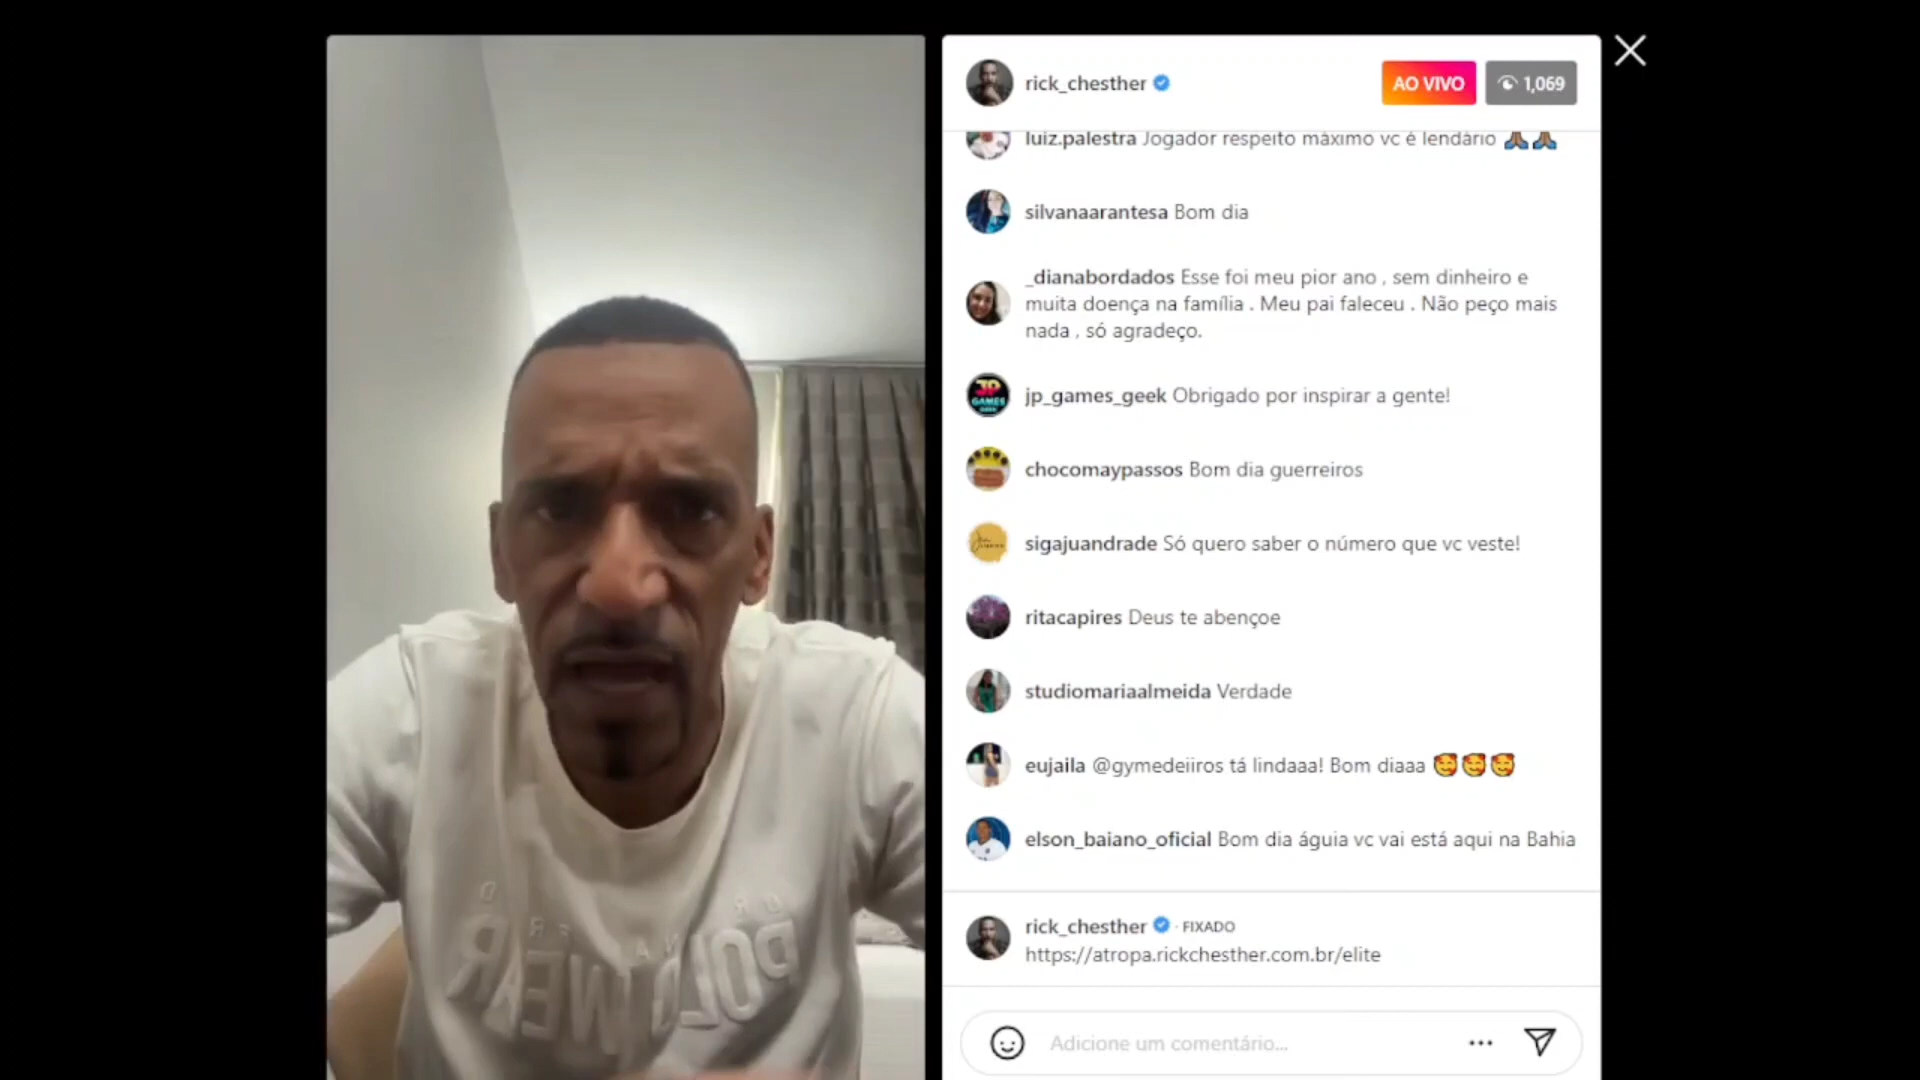 rick_chesther
AO VIVO
1,069
luiz.palestra Jogador respeito máximo vc é lendário
silvanaarantesa Bom dia
_dianabordados Esse foi meu pior ano , sem dinheiro e
muita doença na família . Meu pai faleceu . Não peço mais
nada , só agradeço.
jp_games_geek Obrigado por inspirar a gente!
chocomaypassos Bom dia guerreiros
sigajuandrade Só quero saber o número que vc veste!
ritacapires Deus te abençoe
studiomariaalmeida Verdade
eujaila @gymedeiiros tá lindaaa! Bom diaaa 🥰🥰🥰
elson_baiano_oficial Bom dia águia vc vai está aqui na Bahia
rick_chesther · FIXADO
https://atropa.rickchesther.com.br/elite
Adicione um comentário...
JP
GAMES